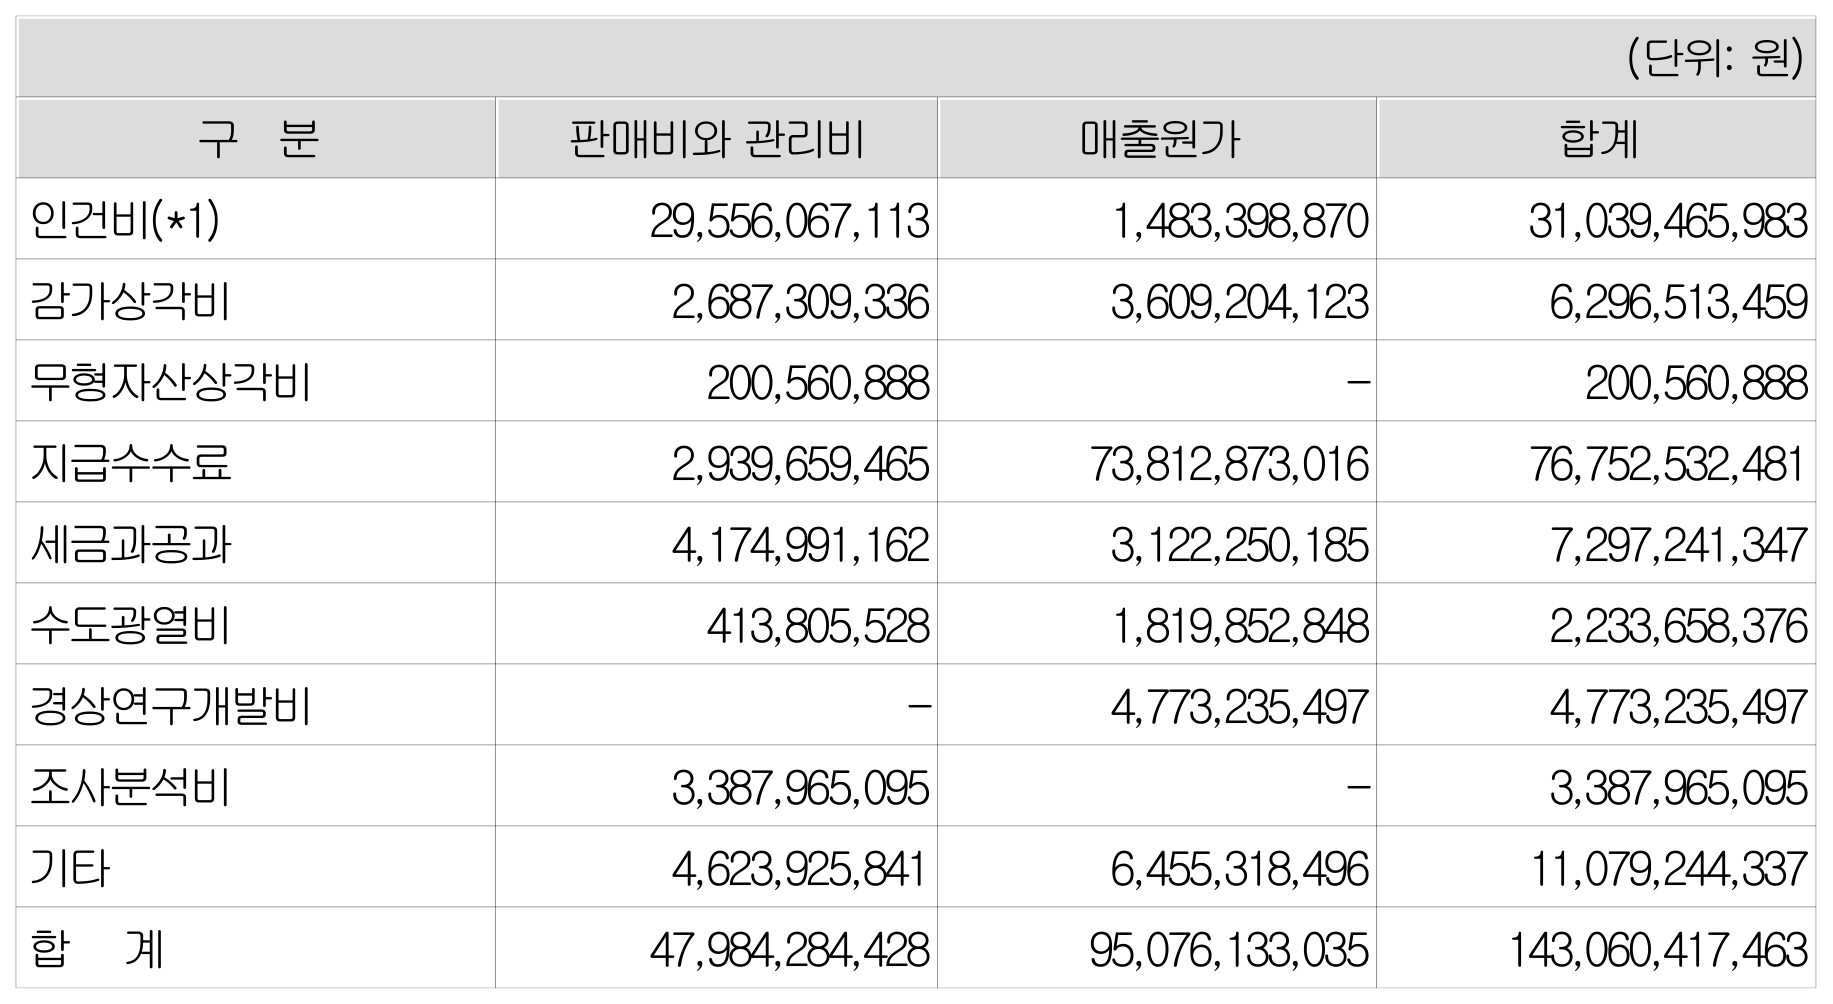 (단위: 원)
구 분 판매비와 관리비 매출원가 합계
인건비(*1) 29,556,067,113 1,483,398,870 31,039,465,983
감가상각비 2,687,309,336 3,609,204,123 6,296,513,459
무형자산상각비 200,560,888 - 200,560,888
지급수수료 2,939,659,465 73,812,873,016 76,752,532,481
세금과공과 4,174,991,162 3,122,250,185 7,297,241,347
수도광열비 413,805,528 1,819,852,848 2,233,658,376
경상연구개발비 - 4,773,235,497 4,773,235,497
조사분석비 3,387,965,095 - 3,387,965,095
기타 4,623,925,841 6,455,318,496 11,079,244,337
합 계 47,984,284,428 95,076,133,035 143,060,417,463